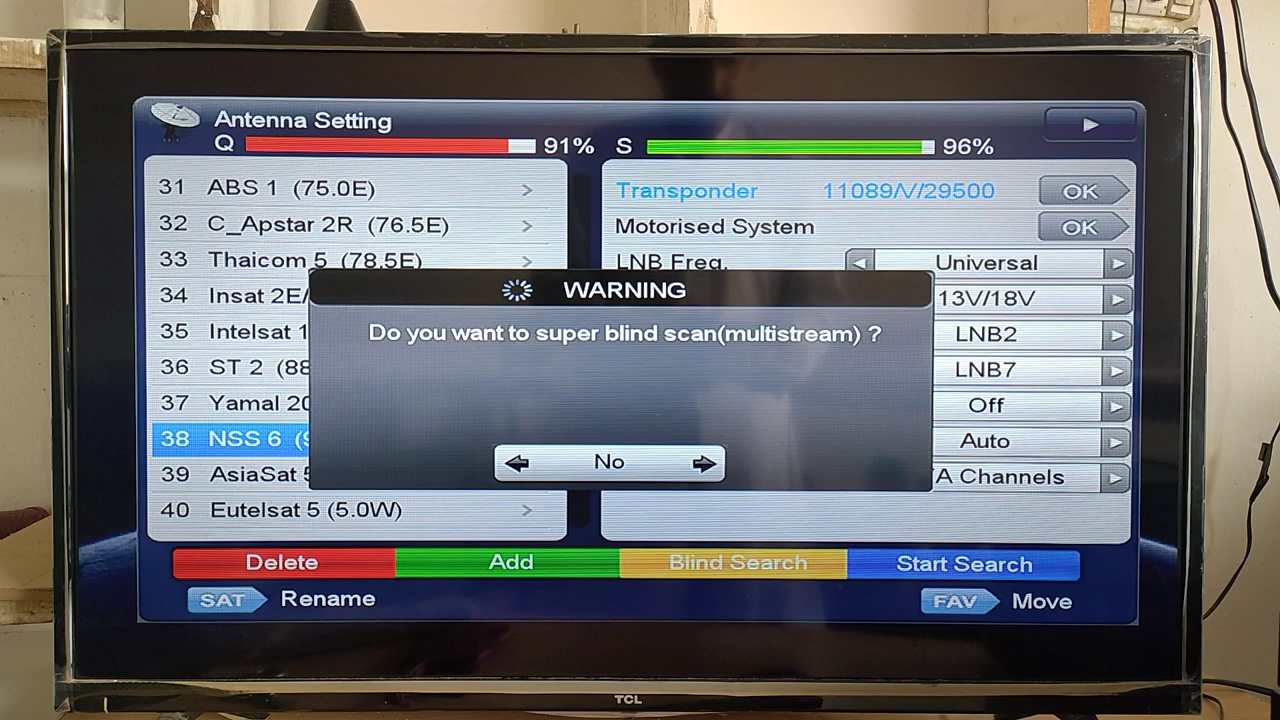 Antenna Setting
Q 91% S 96%
31 ABS 1 (75.0E) >
32 C_Apstar 2R (76.5E) >
33 Thaicom 5 (78.5E) >
34 Insat 2E/
35 Intelsat 1
36 ST 2 (88
37 Yamal 20
38 NSS 6 (9
39 AsiaSat 5
40 Eutelsat 5 (5.0W) >
Transponder 11089/V/29500 OK
Motorised System OK
LNB Freq. Universal
13V/18V
LNB2
LNB7
Off
Auto
A Channels
WARNING
Do you want to super blind scan(multistream) ?
No
Delete Add Blind Search Start Search
SAT Rename FAV Move
TCL